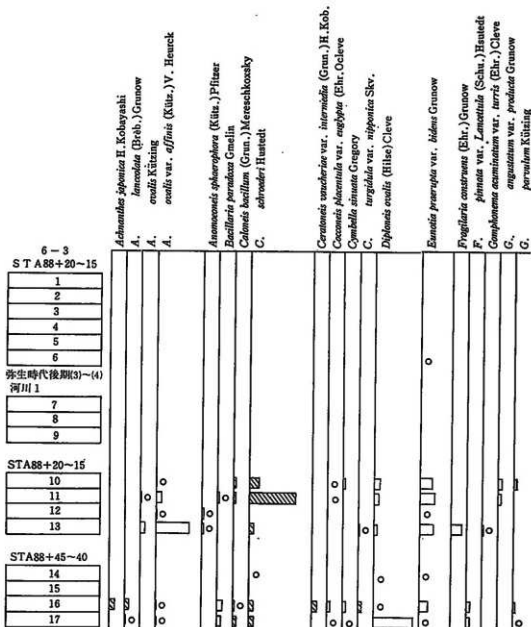 Achnanthes japonica H. Kobayashi
A. lanceolata (Bréb.) Grunow
A. ovalis Kützing
A. ovalis var. affinis (Kütz.) V. Heurck
Anomoeoneis sphaerophora (Kütz.) Pfitzer
Bacillaria paradoxa Gmelin
Caloneis bacillum (Grun.) Mereschkoxsky
C. schroederi Hustedt
Ceratoneis vaucheriae var. intermedia (Grun.) H. Kob.
Cocconeis placentula var. euglypta (Ehr. Ocleve
Cymbella sinuata Gregory
C. turgidula var. nipponica Skv.
Diploneis ovalis (Hilse) Cleve
Eunotia praerupta var. bidens Grunow
Fragilaria construens (Ehr.) Grunow
F. pinnata var. Lancettula (Schu.) Hsutedt
Gomphonema acuminatum var. turris (Ehr.) Cleve
G., angustatum var. producta Grunow
G. parvulum Kützing
6-3
STA88+20~15
1
2
3
4
5
6
弥生時代後期(3)~(4)
河川1
7
8
9
STA88+20~15
10
11
12
13
STA88+45~40
14
15
16
17